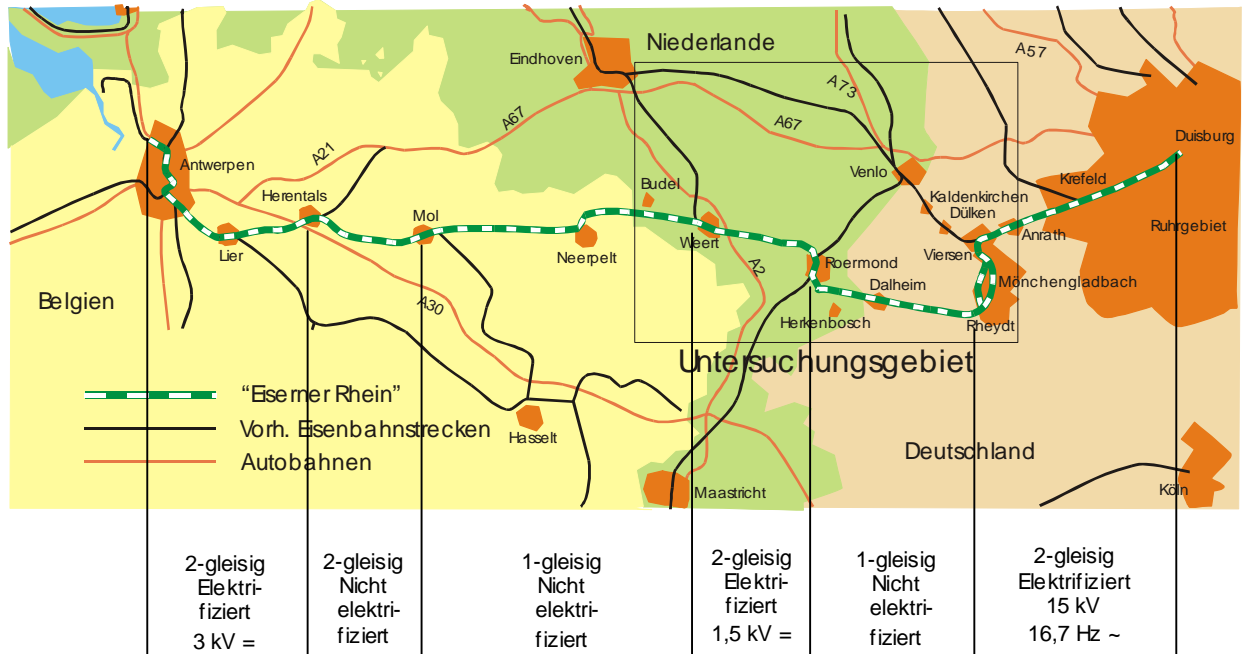 Niederlande
Eindhoven
A57
A73
A67
A67
Duisburg
Antwerpen
A21
Venlo
Krefeld
Herentals
Budel
Kaldenkirchen
Dülken
Mol
Ruhrgebiet
Lier
Neerpelt
Weert
Viersen
Anrath
A2
Roermond
Dalheim
Mönchengladbach
Belgien
A30
Herkenbosch
Rheydt
Untersuchungsgebiet
"Eiserner Rhein"
Vorh. Eisenbahnstrecken
Autobahnen
Hasselt
Deutschland
Maastricht
Köln
2-gleisig
Elektri-
fiziert
3 kV =
2-gleisig
Nicht
elektri-
fiziert
1-gleisig
Nicht
elektri-
fiziert
2-gleisig
Elektri-
fiziert
1,5 kV =
1-gleisig
Nicht
elektri-
fiziert
2-gleisig
Elektrifiziert
15 kV
16,7 Hz ~